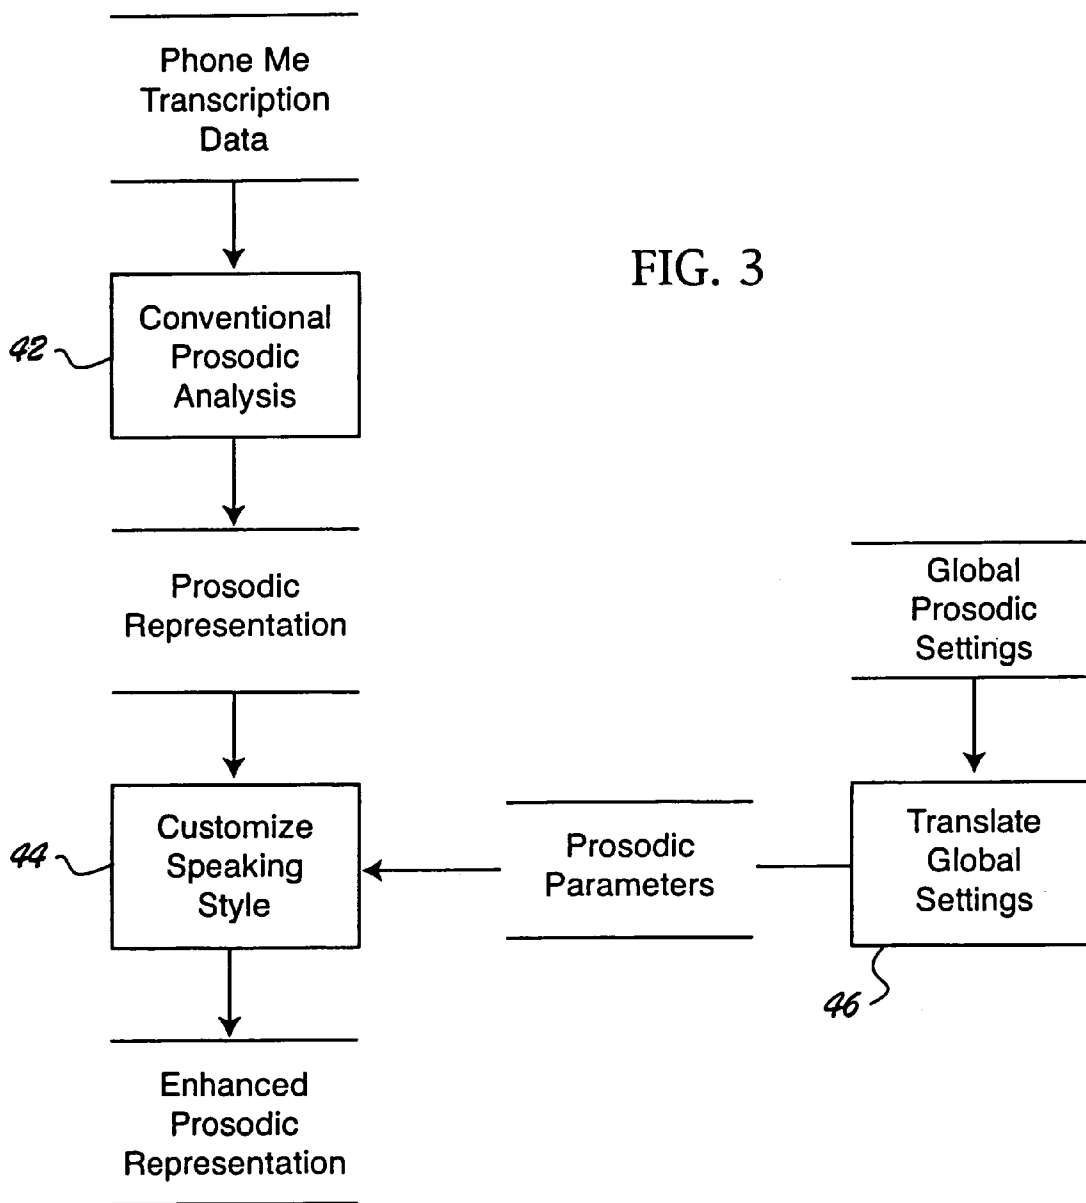 Phone Me
Transcription
Data
FIG. 3
42
Conventional
Prosodic
Analysis
Prosodic
Representation
Global
Prosodic
Settings
44
Customize
Speaking
Style
Prosodic
Parameters
Translate
Global
Settings
46
Enhanced
Prosodic
Representation